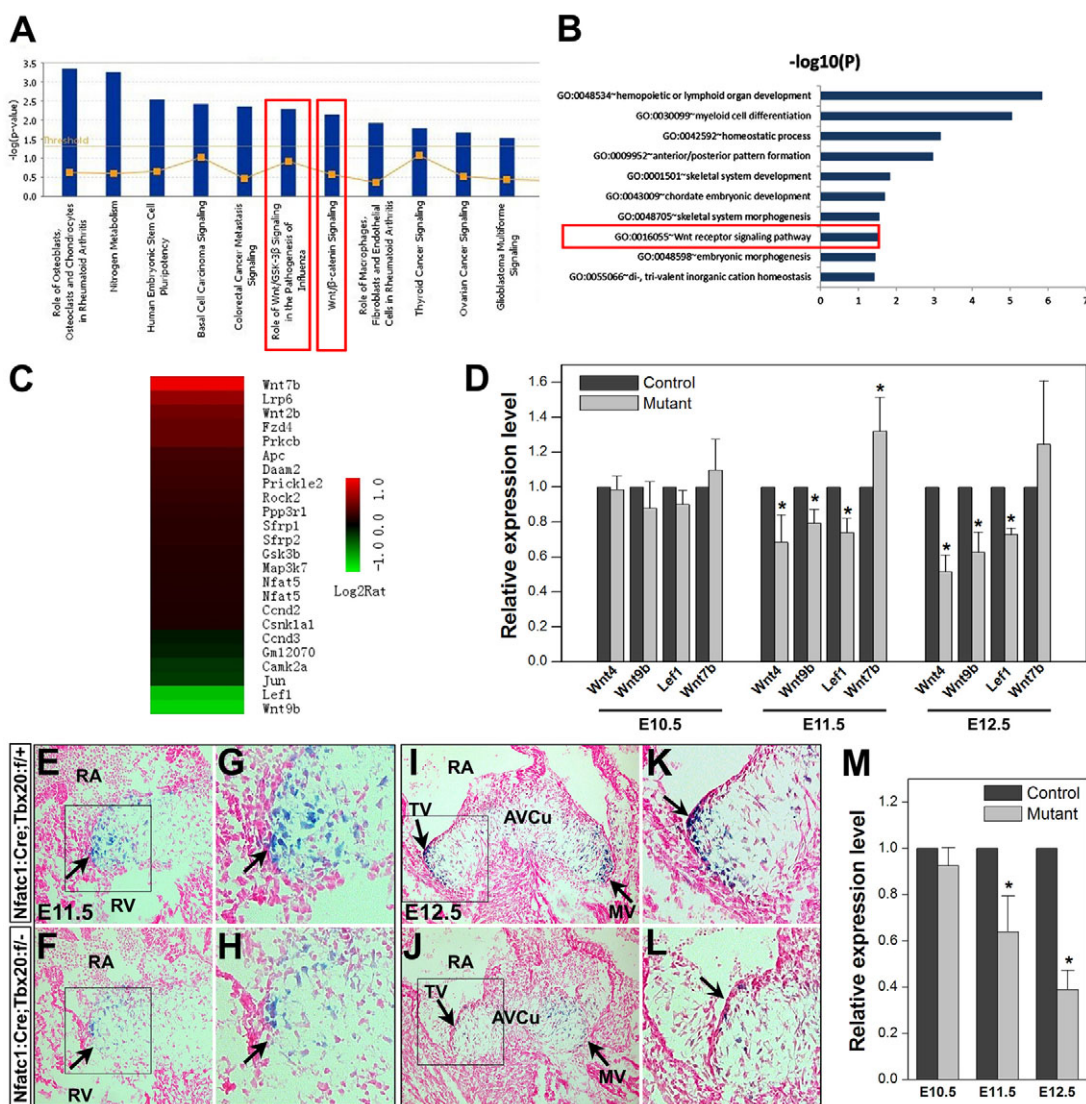 A
3.5
3.0
2.5
2.0
1.5
1.0
0.5
0.0
-log(p-value)
Threshold
Role of Osteoblasts,
Osteoclasts and Chondrocytes
in Rheumatoid Arthritis
Nitrogen Metabolism
Human Embryonic Stem Cell
Pluripotency
Basal Cell Carcinoma Signaling
Colorectal Cancer Metastasis
Signaling
Role of Wnt/GSK-3β Signaling
in the Pathogenesis of
Influenza
Wnt/β-catenin Signaling
Role of Macrophages,
Fibroblasts and Endothelial
Cells in Rheumatoid Arthritis
Thyroid Cancer Signaling
Ovarian Cancer Signaling
Glioblastoma Multiforme
Signaling
B
-log10(P)
GO:0048534~hemopoietic or lymphoid organ development
GO:0030099~myeloid cell differentiation
GO:0042592~homeostatic process
GO:0009952~anterior/posterior pattern formation
GO:0001501~skeletal system development
GO:0043009~chordate embryonic development
GO:0048705~skeletal system morphogenesis
GO:0016055~Wnt receptor signaling pathway
GO:0048598~embryonic morphogenesis
GO:0055066~di-, tri-valent inorganic cation homeostasis
0 1 2 3 4 5 6 7
C
Wnt7b
Lrp6
Wnt2b
Fzd4
Prkcb
Apc
Daam2
Prickle2
Rock2
Ppp3r1
Sfrp1
Sfrp2
Gsk3b
Map3k7
Nfat5
Nfat5
Ccnd2
Csnk1a1
Ccnd3
Gm12070
Camk2a
Jun
Lef1
Wnt9b
-1.0 0.0 1.0
Log2Rat
D
Relative expression level
1.6
1.4
1.2
1.0
0.8
0.6
0.4
0.2
0.0
Control
Mutant
* * * *
* * *
Wnt4 Wnt9b Lef1 Wnt7b Wnt4 Wnt9b Lef1 Wnt7b Wnt4 Wnt9b Lef1 Wnt7b
E10.5 E11.5 E12.5
Nfatc1:Cre;Tbx20:f/+
E
RA
RV
E11.5
G
I
RA
TV
AVCu
MV
E12.5
K
Nfatc1:Cre;Tbx20:f/-
F
RA
RV
H
J
RA
TV
AVCu
MV
L
M
Relative expression level
1.2
1.0
0.8
0.6
0.4
0.2
0.0
Control
Mutant
*
*
E10.5 E11.5 E12.5